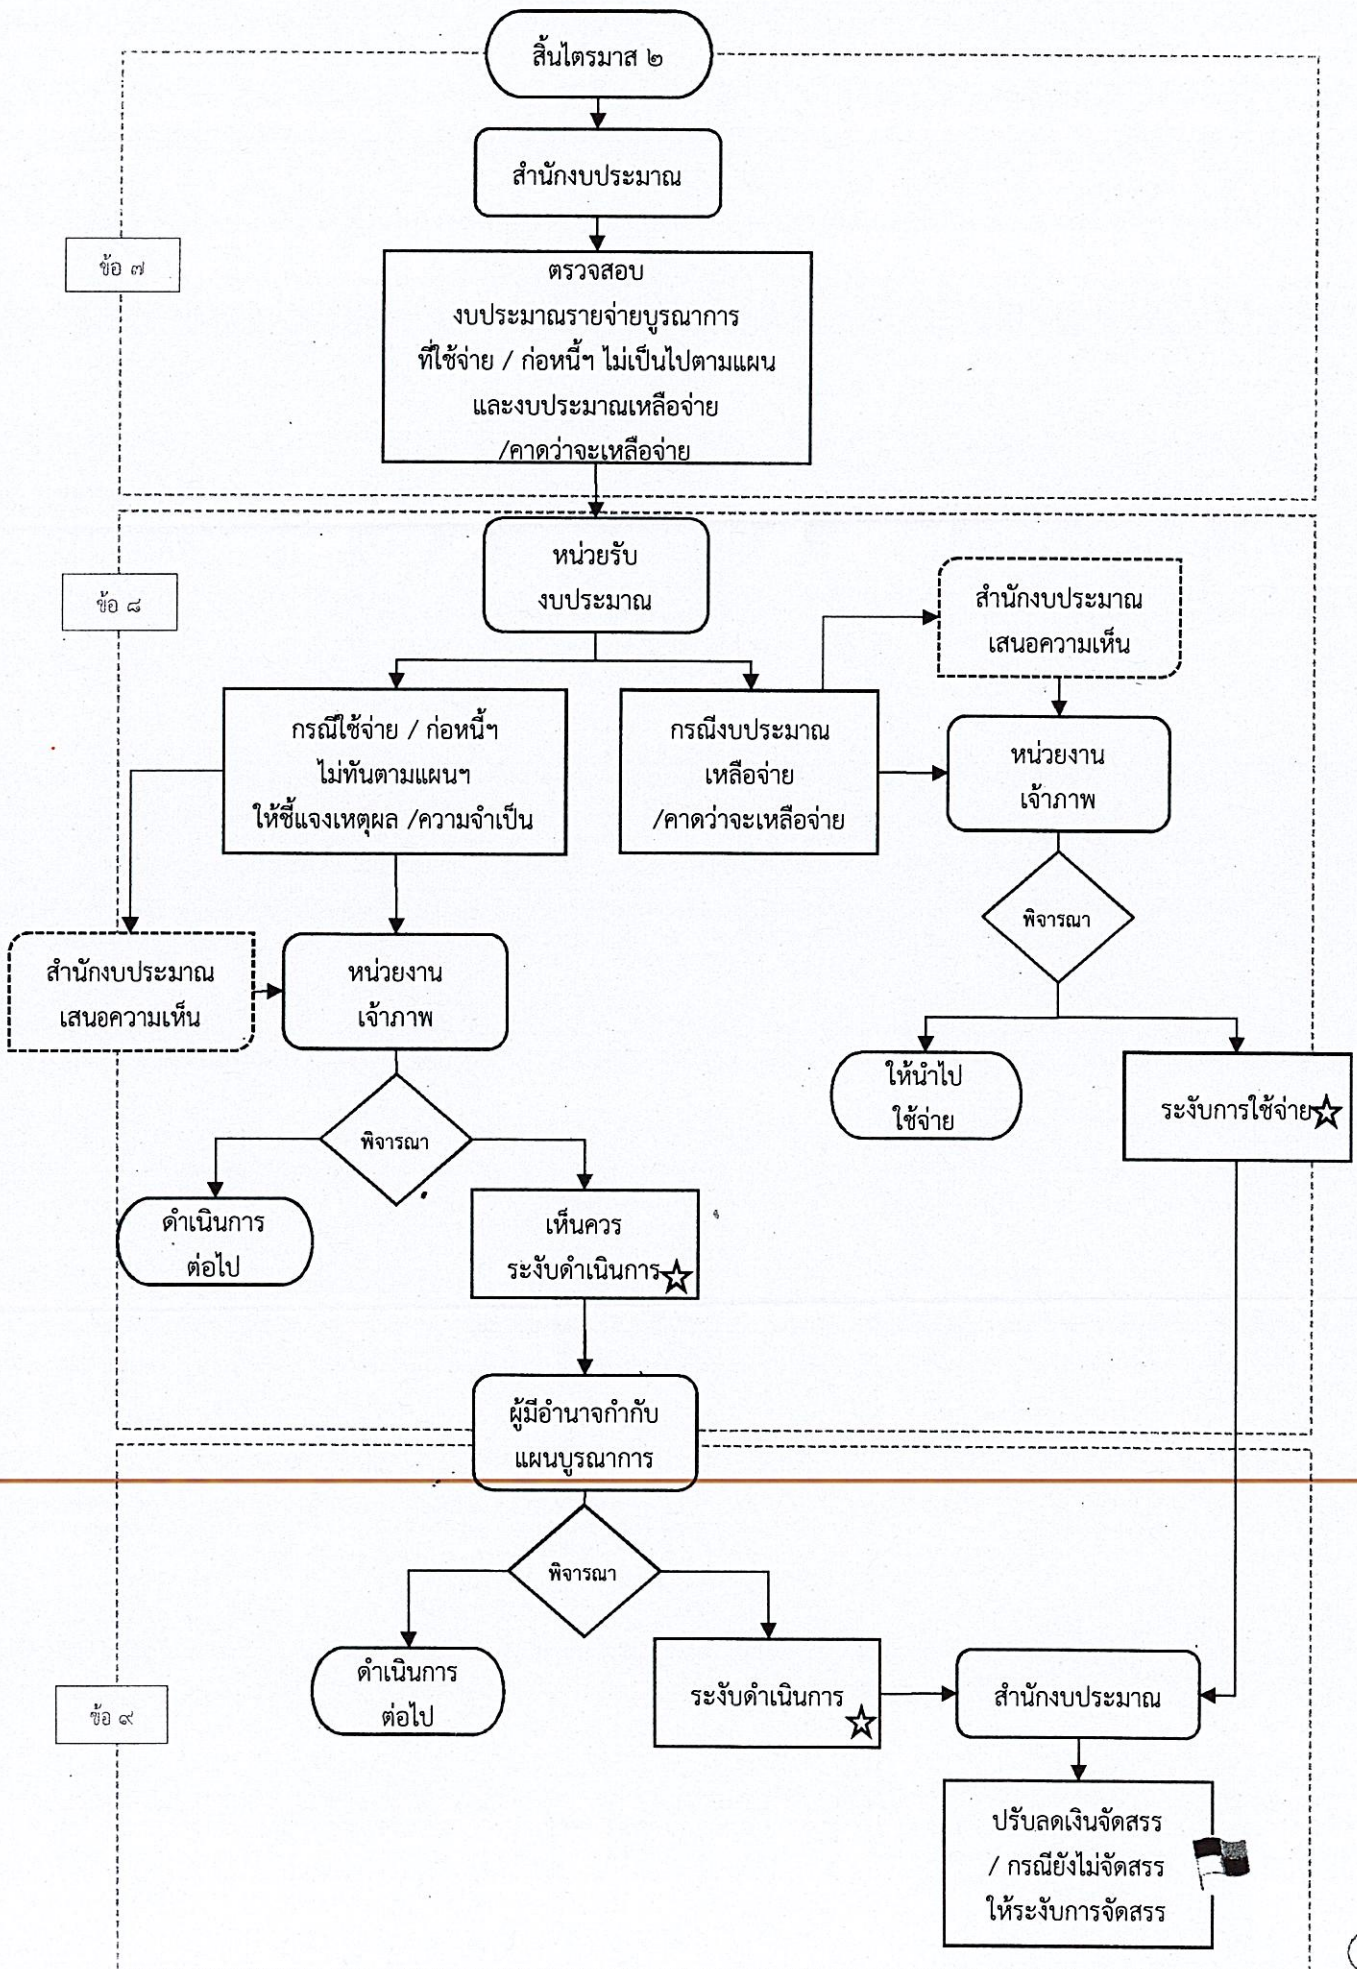 สิ้นไตรมาส ๒
สำนักงบประมาณ
ข้อ ๗
ตรวจสอบ
งบประมาณรายจ่ายบูรณาการ
ที่ใช้จ่าย / ก่อหนี้ฯ ไม่เป็นไปตามแผน
และงบประมาณเหลือจ่าย
/คาดว่าจะเหลือจ่าย
ข้อ ๘
หน่วยรับ
งบประมาณ
สำนักงบประมาณ
เสนอความเห็น
กรณีใช้จ่าย / ก่อหนี้ฯ
ไม่ทันตามแผนฯ
ให้ชี้แจงเหตุผล /ความจำเป็น
กรณีงบประมาณ
เหลือจ่าย
/คาดว่าจะเหลือจ่าย
หน่วยงาน
เจ้าภาพ
พิจารณา
สำนักงบประมาณ
เสนอความเห็น
หน่วยงาน
เจ้าภาพ
ให้นำไป
ใช้จ่าย
ระงับการใช้จ่าย
พิจารณา
ดำเนินการ
ต่อไป
เห็นควร
ระงับดำเนินการ
ผู้มีอำนาจกำกับ
แผนบูรณาการ
พิจารณา
ข้อ ๙
ดำเนินการ
ต่อไป
ระงับดำเนินการ
สำนักงบประมาณ
ปรับลดเงินจัดสรร
/ กรณียังไม่จัดสรร
ให้ระงับการจัดสรร